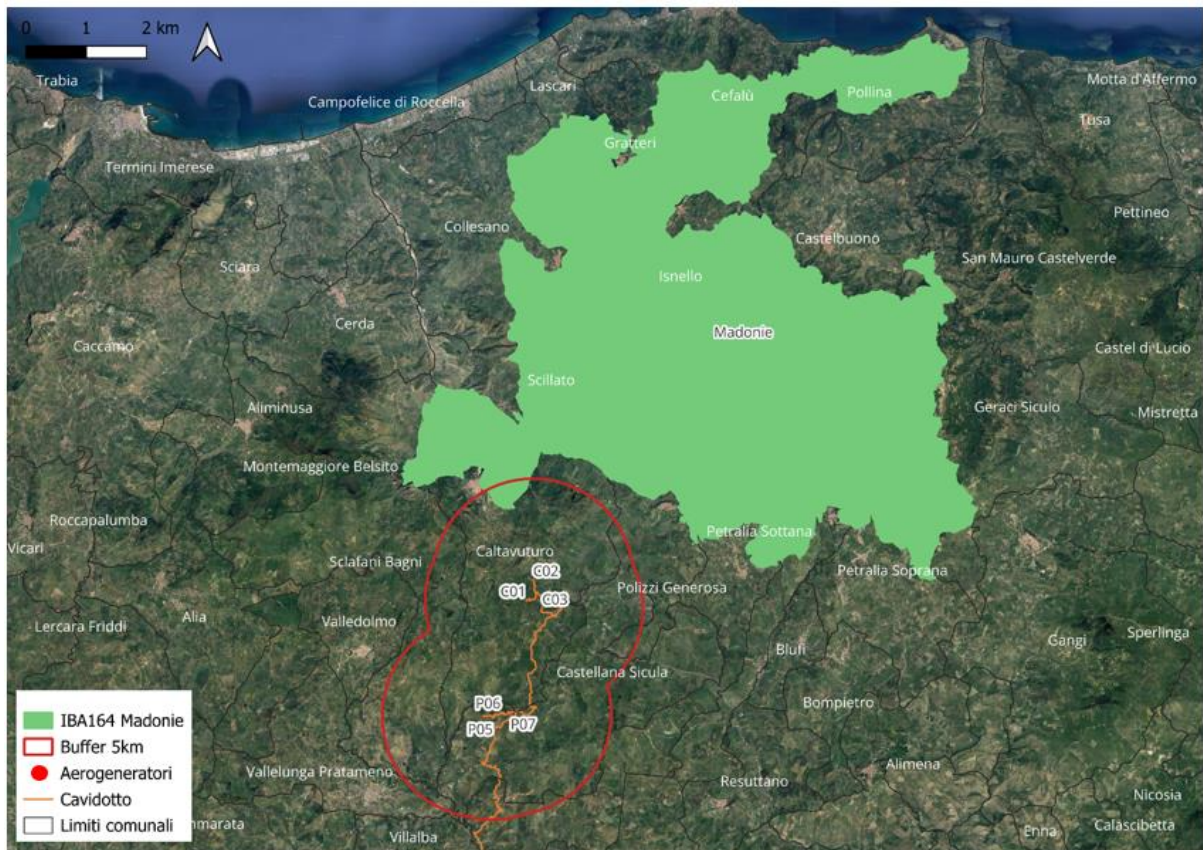 0 1 2 km
Trabia
Motta d'Affermo
Lascari
Cefalù
Pollina
Campofelice di Roccella
Tusa
Gratteri
Termini Imerese
Pettineo
Collesano
Castelbuono
San Mauro Castelverde
Sciara
Isnello
Cerda
Madonie
Caccamo
Castel di Lucio
Scillato
Aliminusa
Geraci Siculo
Mistretta
Montemaggiore Belsito
Roccapalumba
Petralia Sottana
Vicari
Caltavuturo
Sclafani Bagni
C02
Petralia Soprana
C01
C03
Polizzi Generosa
Alia
Valledolmo
Lercara Friddi
Gangi
Sperlinga
Blufi
Castellana Sicula
P06
Bompietro
P05
P07
IBA164 Madonie
Buffer 5km
Aerogeneratori
Cavidotto
Limiti comunali
Vallelunga Pratameno
Resuttano
Alimena
Nicosia
Villalba
Enna
Calascibetta